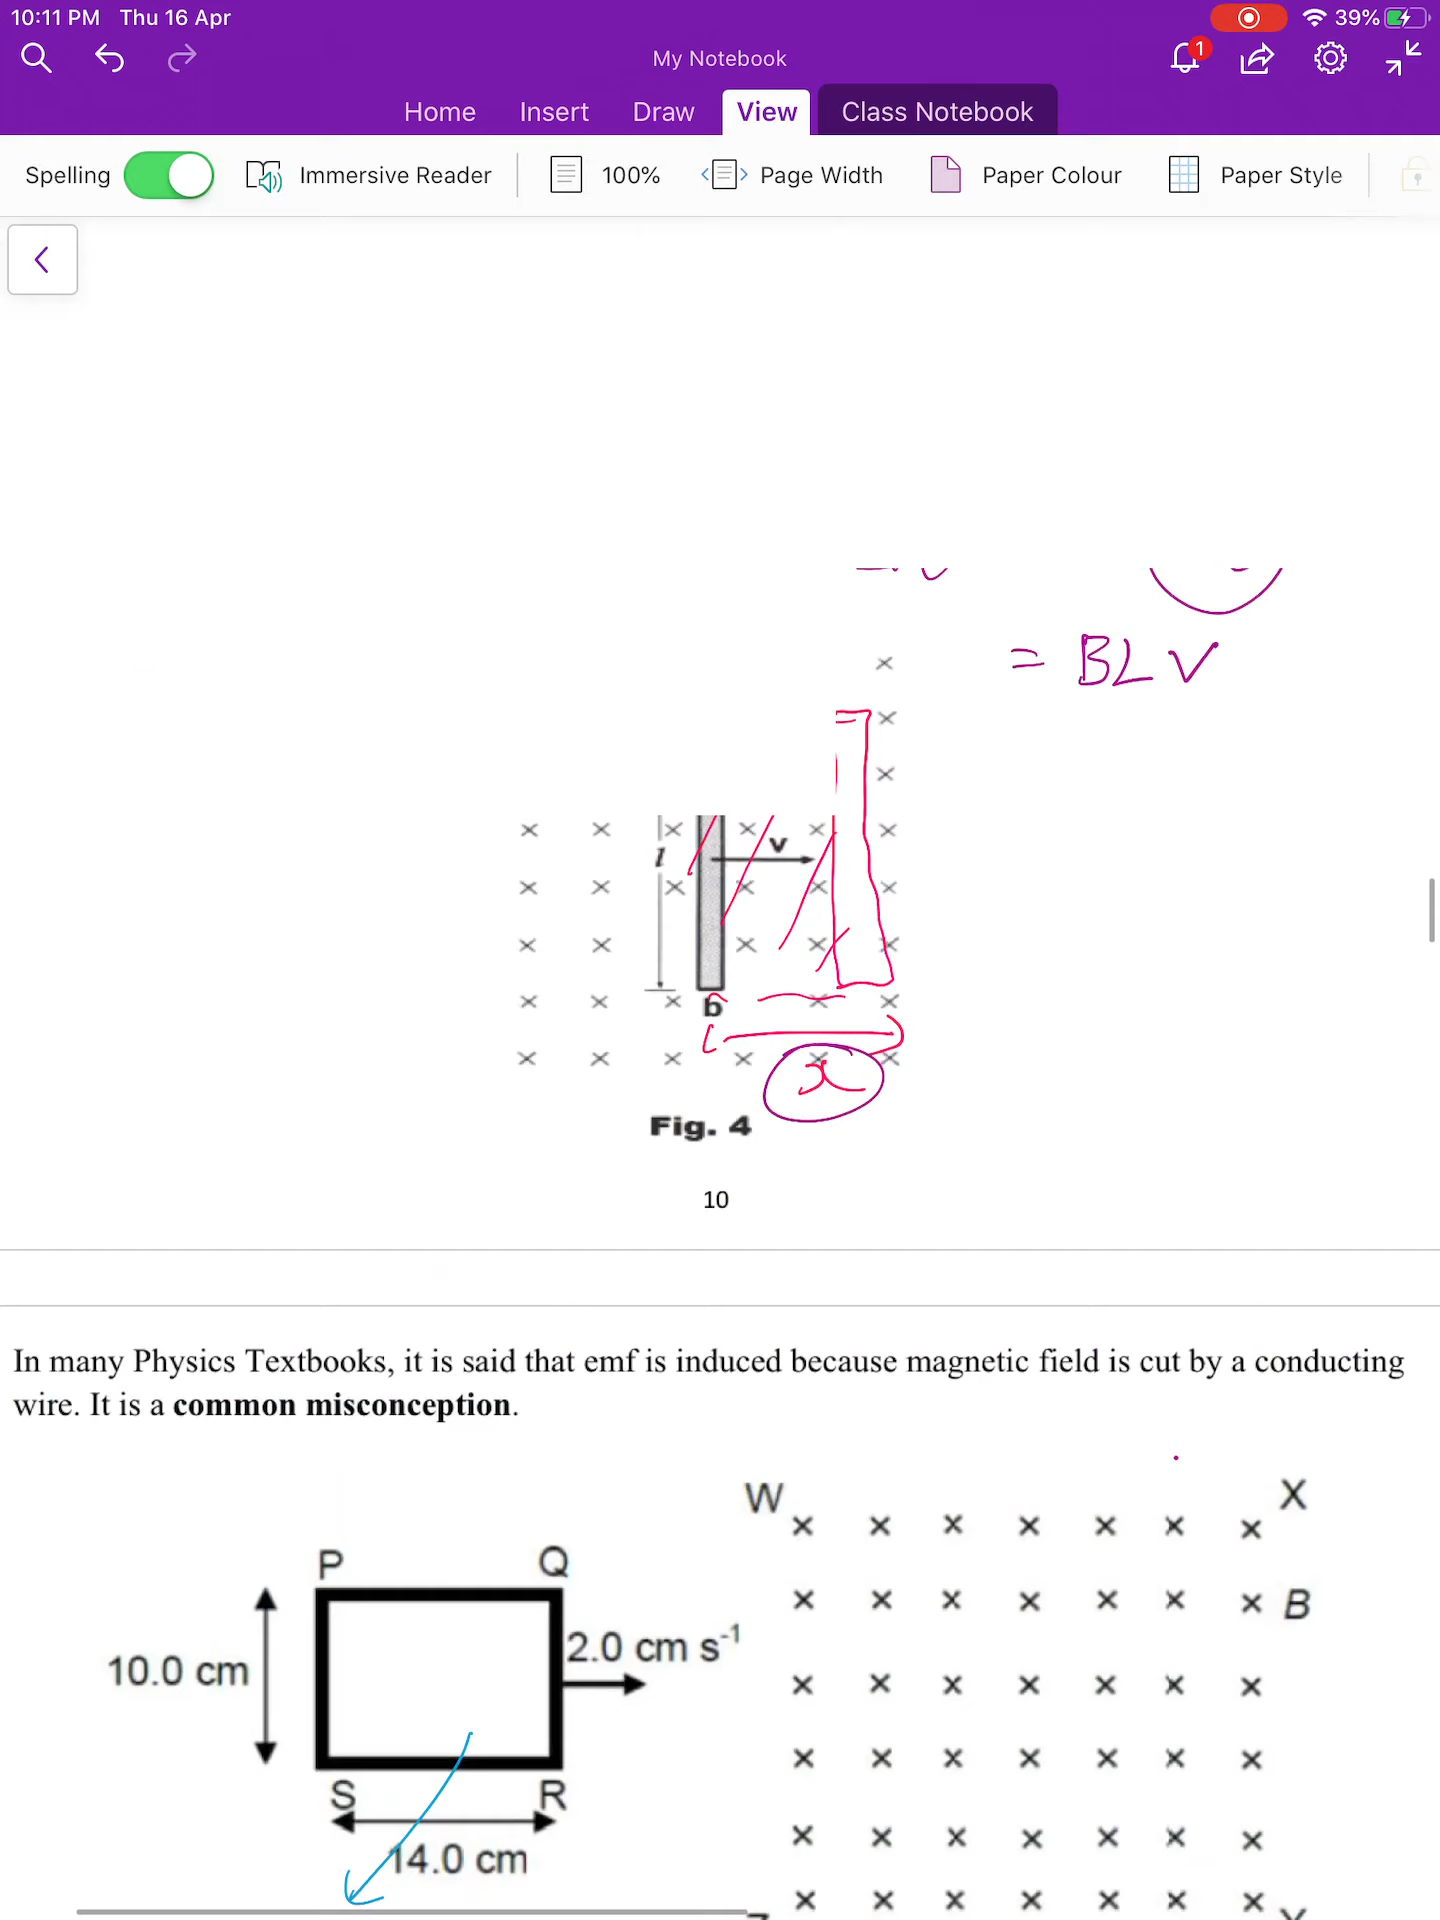 10:11 PM Thu 16 Apr
39%
My Notebook
1
Home Insert Draw View Class Notebook
Spelling Immersive Reader 100% Page Width Paper Colour Paper Style
= BLV
l
v
b
x
Fig. 4
10
In many Physics Textbooks, it is said that emf is induced because magnetic field is cut by a conducting
wire. It is a common misconception.
W X
P Q
B
2.0 cm s⁻¹
10.0 cm
S R
14.0 cm